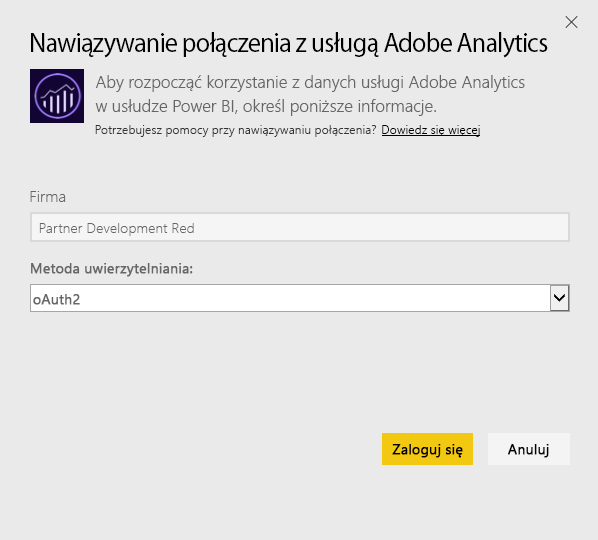 Nawiązywanie połączenia z usługą Adobe Analytics
Aby rozpocząć korzystanie z danych usługi Adobe Analytics
w usłudze Power BI, określ poniższe informacje.
Potrzebujesz pomocy przy nawiązywaniu połączenia? Dowiedz się więcej
Firma
Partner Development Red
Metoda uwierzytelniania:
oAuth2
Zaloguj się Anuluj